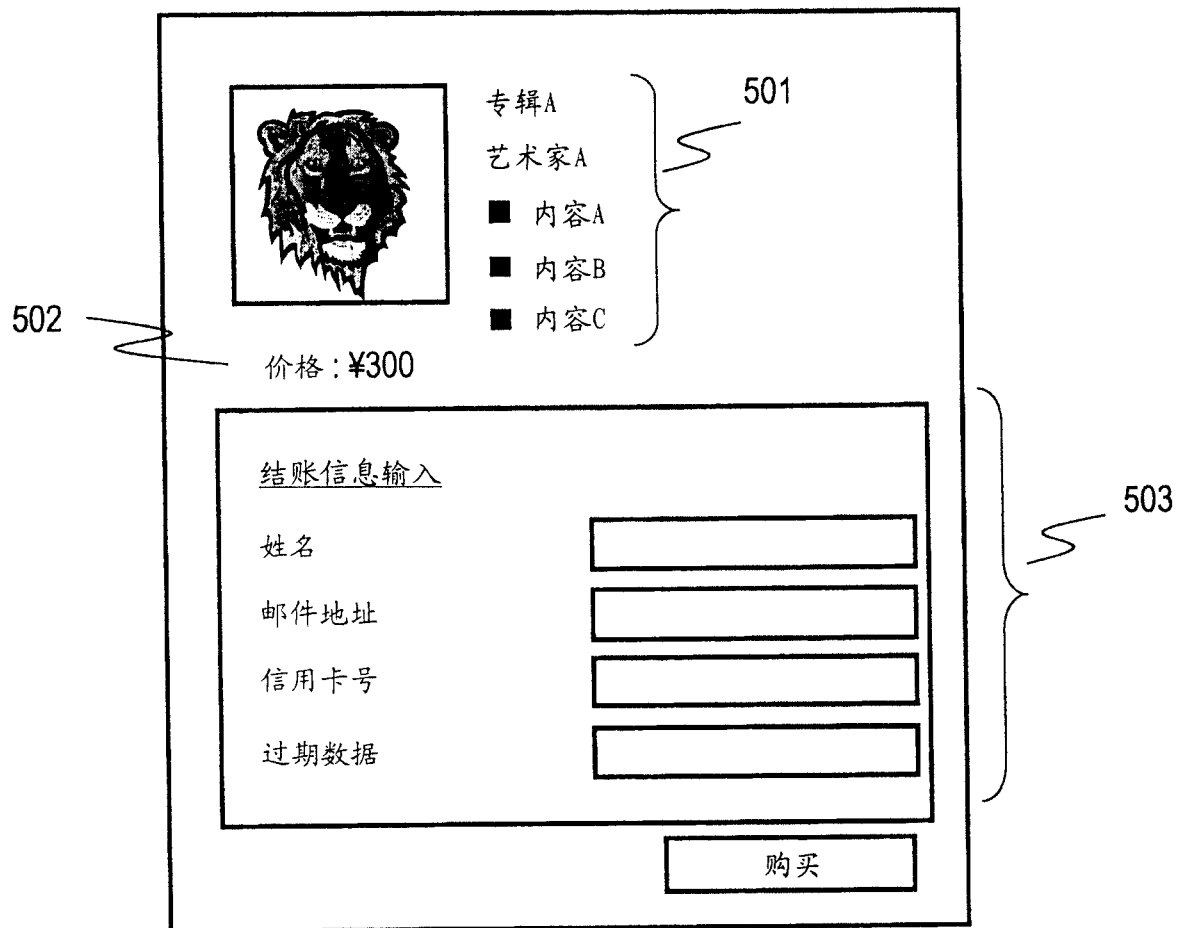 专辑A
501
艺术家A
■ 内容A
■ 内容B
■ 内容C
502
价格:¥300
结账信息输入
503
姓名
邮件地址
信用卡号
过期数据
购买